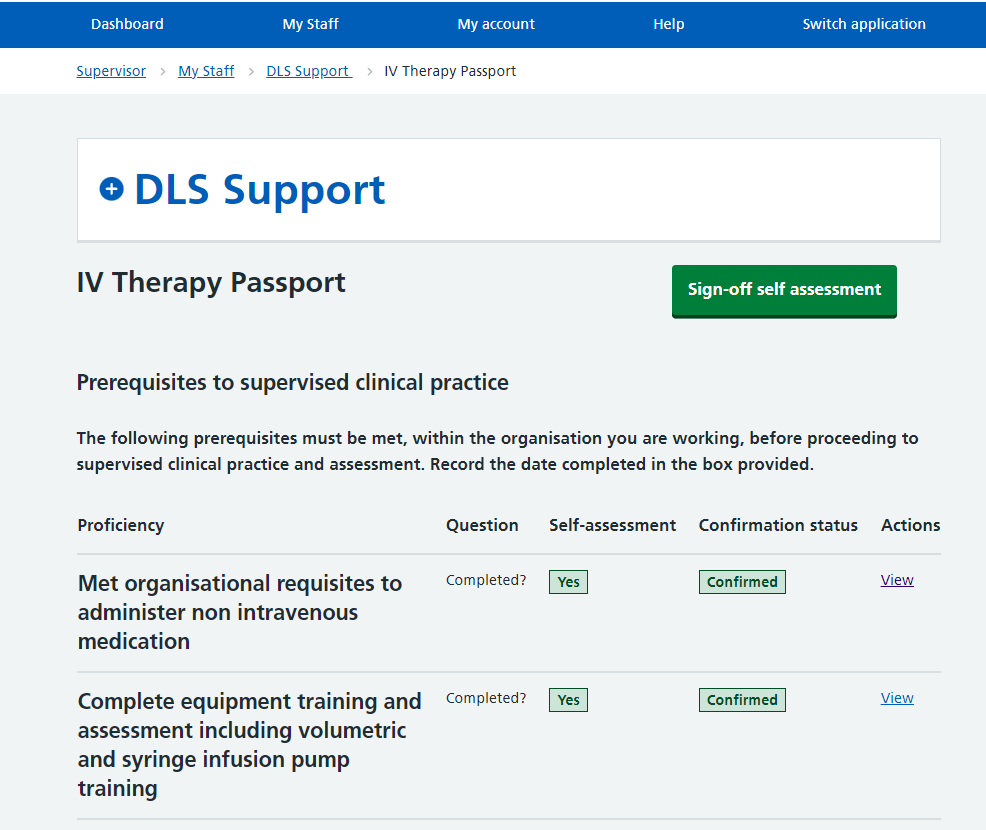 Dashboard My Staff My account Help Switch application
Supervisor > My Staff > DLS Support > IV Therapy Passport
DLS Support
IV Therapy Passport
Sign-off self assessment
Prerequisites to supervised clinical practice
The following prerequisites must be met, within the organisation you are working, before proceeding to
supervised clinical practice and assessment. Record the date completed in the box provided.
Proficiency Question Self-assessment Confirmation status Actions
Met organisational requisites to Completed? Yes Confirmed View
administer non intravenous
medication
Complete equipment training and Completed? Yes Confirmed View
assessment including volumetric
and syringe infusion pump
training